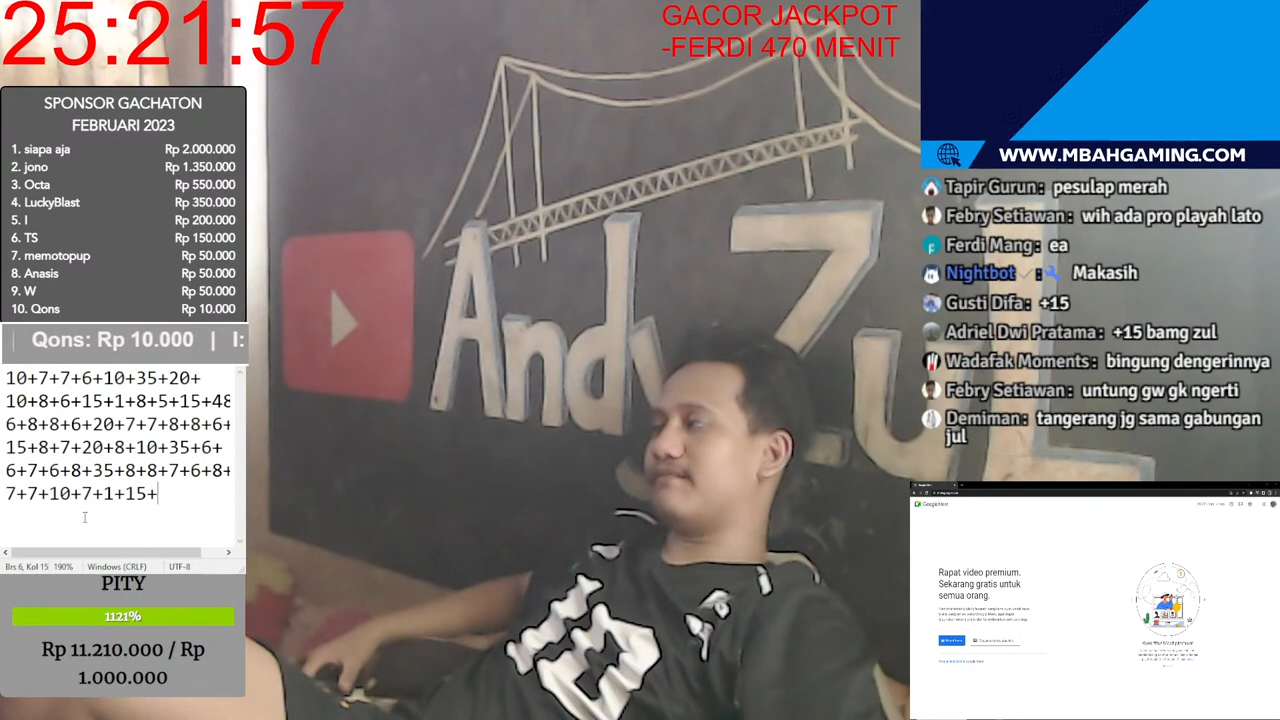 25:21:57
GACOR JACKPOT
-FERDI 470 MENIT
SPONSOR GACHATON
FEBRUARI 2023
1. siapa aja Rp 2.000.000
2. jono Rp 1.350.000
3. Octa Rp 550.000
4. LuckyBlast Rp 350.000
5. I Rp 200.000
6. TS Rp 150.000
7. memotopup Rp 50.000
8. Anasis Rp 50.000
9. W Rp 50.000
10. Qons Rp 10.000
| Qons: Rp 10.000 | I:
10+7+7+6+10+35+20+
10+8+6+15+1+8+5+15+48
6+8+8+6+20+7+7+8+8+6+
15+8+7+20+8+10+35+6+
6+7+6+8+35+8+8+7+6+8+
7+7+10+7+1+15+
Brs 6, Kol 15 190% Windows (CRLF) UTF-8
PITY
1121%
Rp 11.210.000 / Rp
1.000.000
Andy
Zul
WWW.MBAHGAMING.COM
Tapir Gurun: pesulap merah
Febry Setiawan: wih ada pro playah lato
Ferdi Mang: ea
Nightbot: Makasih
Gusti Difa: +15
Adriel Dwi Pratama: +15 bamg zul
Wadafak Moments: bingung dengerinnya
Febry Setiawan: untung gw gk ngerti
Demiman: tangerang jg sama gabungan
jul
Google Meet
Rapat video premium.
Sekarang gratis untuk
semua orang.